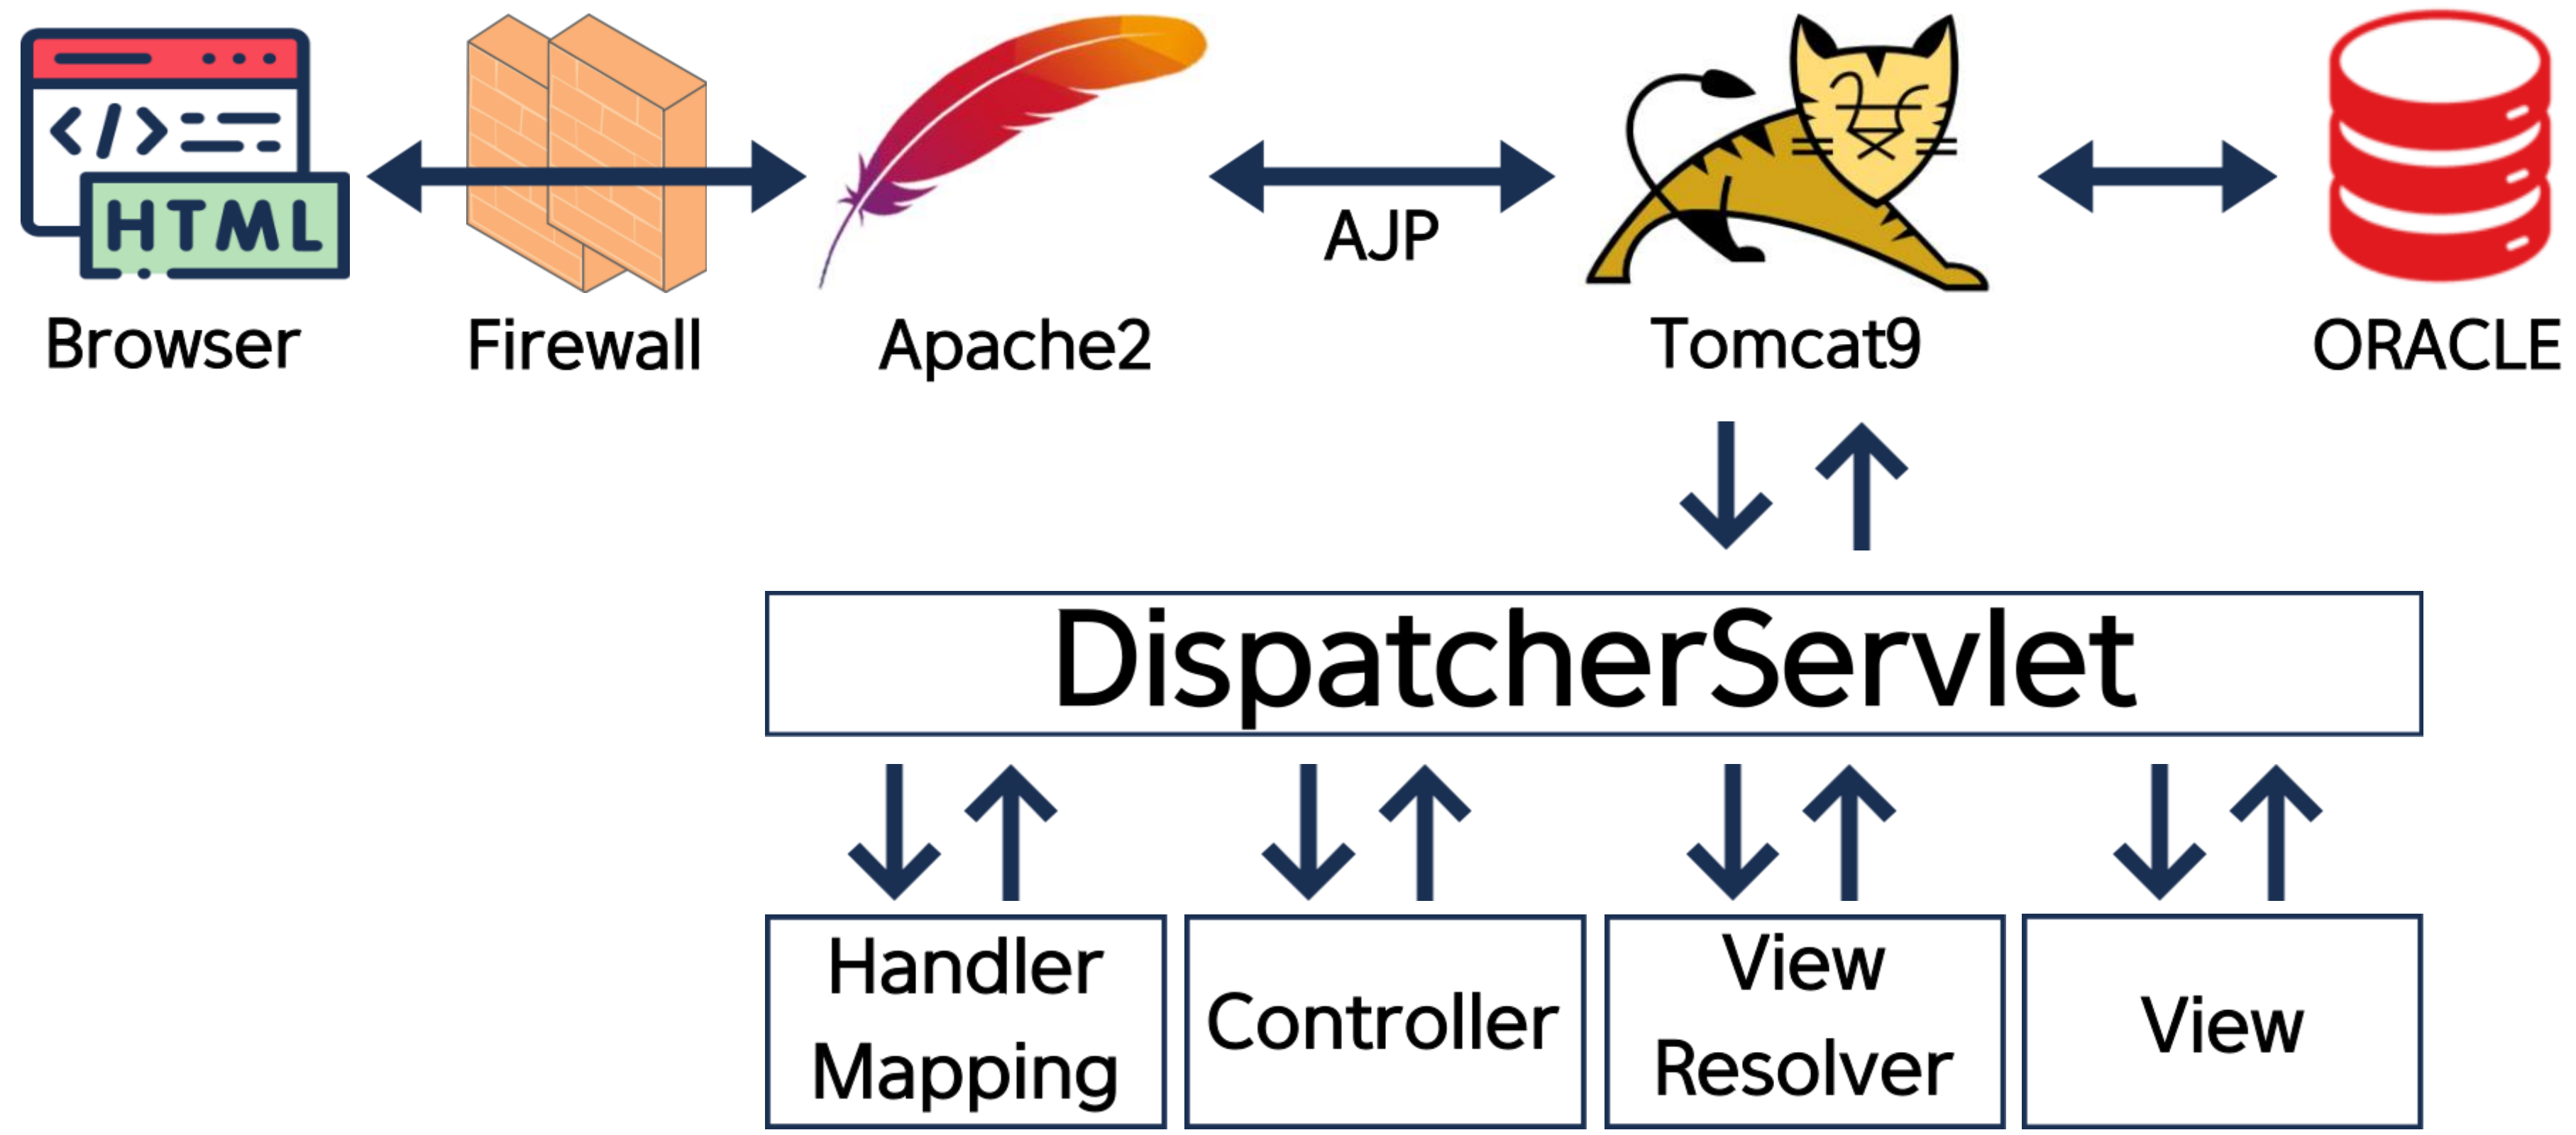 </>
HTML
AJP
Browser
Firewall
Apache2
Tomcat9
ORACLE
DispatcherServlet
Handler
Mapping
Controller
View
Resolver
View